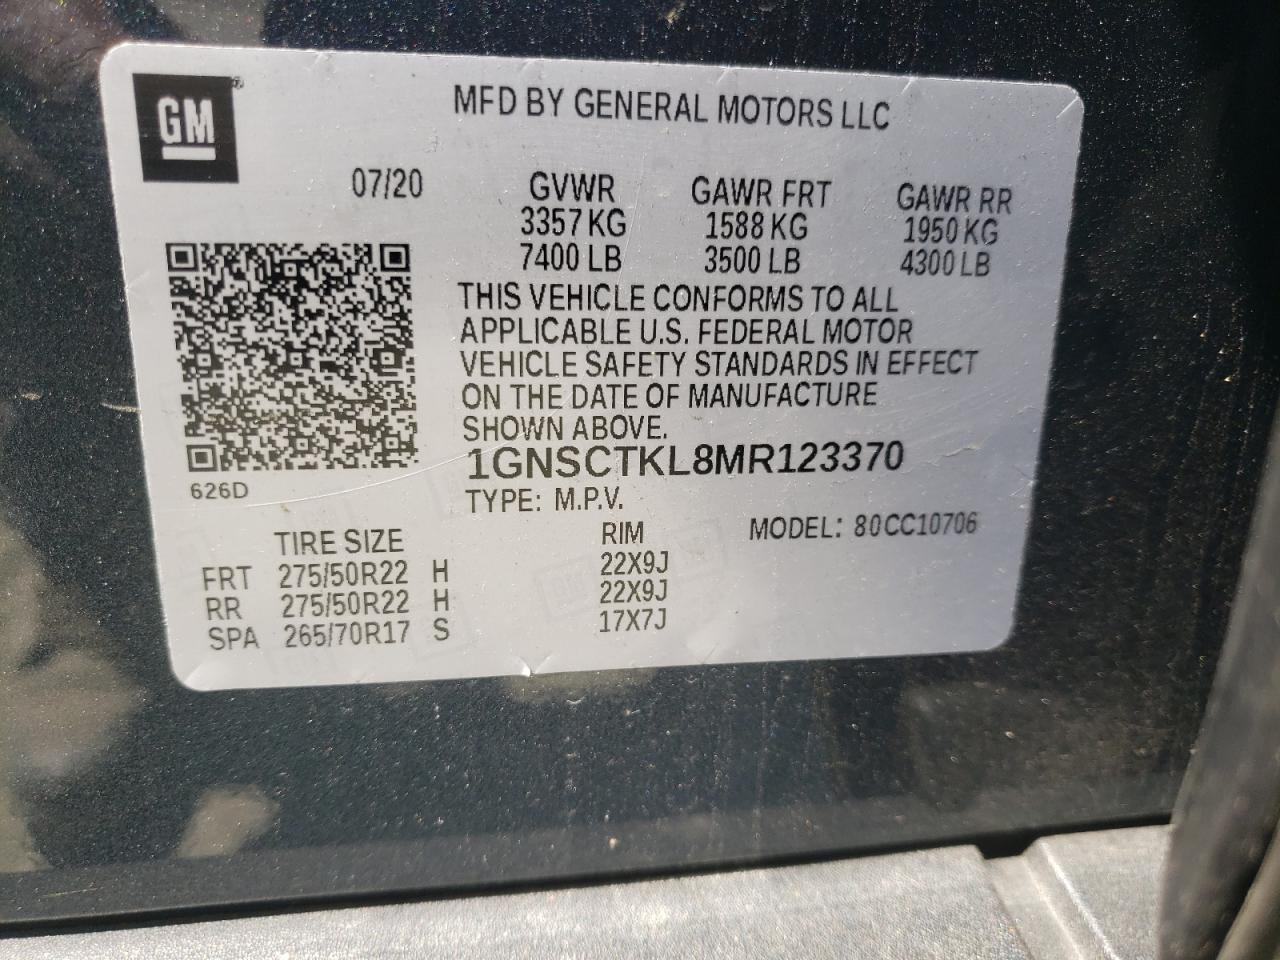 GM®
MFD BY GENERAL MOTORS LLC
07/20 GVWR GAWR FRT GAWR RR
3357 KG 1588 KG 1950 KG
7400 LB 3500 LB 4300 LB
THIS VEHICLE CONFORMS TO ALL
APPLICABLE U.S. FEDERAL MOTOR
VEHICLE SAFETY STANDARDS IN EFFECT
ON THE DATE OF MANUFACTURE
SHOWN ABOVE.
1GNSCTKL8MR123370
626D
TYPE: M.P.V.
MODEL: 80CC10706
TIRE SIZE RIM
FRT 275/50R22 H 22X9J
RR 275/50R22 H 22X9J
SPA 265/70R17 S 17X7J